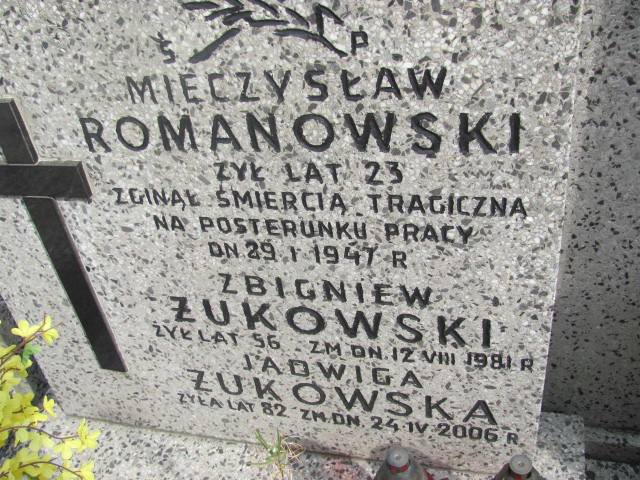 Ś P
MIECZYSŁAW
ROMANOWSKI
ŻYŁ LAT 23
ZGINĄŁ ŚMIERCIĄ TRAGICZNĄ
NA POSTERUNKU PRACY
DN. 29 I 1947 R
ZBIGNIEW
ŻUKOWSKI
ŻYŁ LAT 56 ZM. DN. 12 VIII 1981 R
JADWIGA
ŻUKOWSKA
ŻYŁA LAT 82 ZM. DN. 24 IV 2006 R.